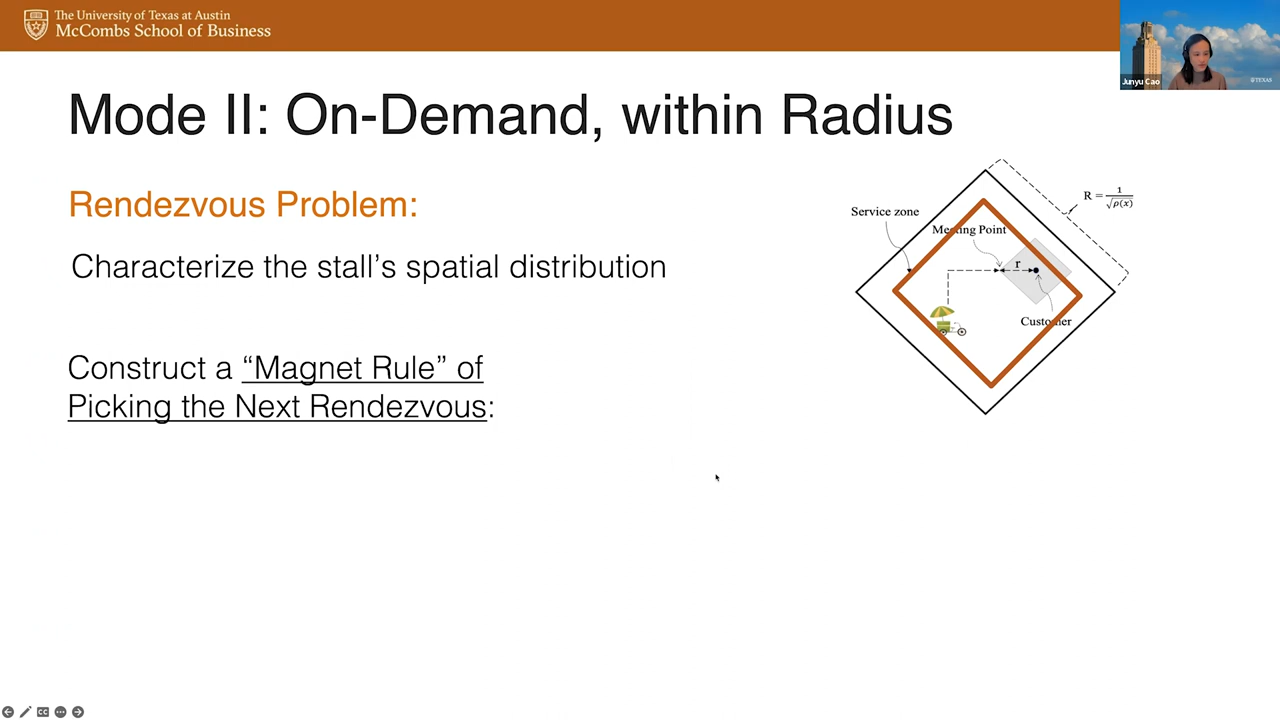 The University of Texas at Austin
McCombs School of Business
Junyu Cao
TEXAS
Mode II: On-Demand, within Radius
Rendezvous Problem:
Characterize the stall's spatial distribution
Construct a “Magnet Rule” of
Picking the Next Rendezvous:
R = 1/√p(x)
Service zone
Meeting Point
r
Customer
CC